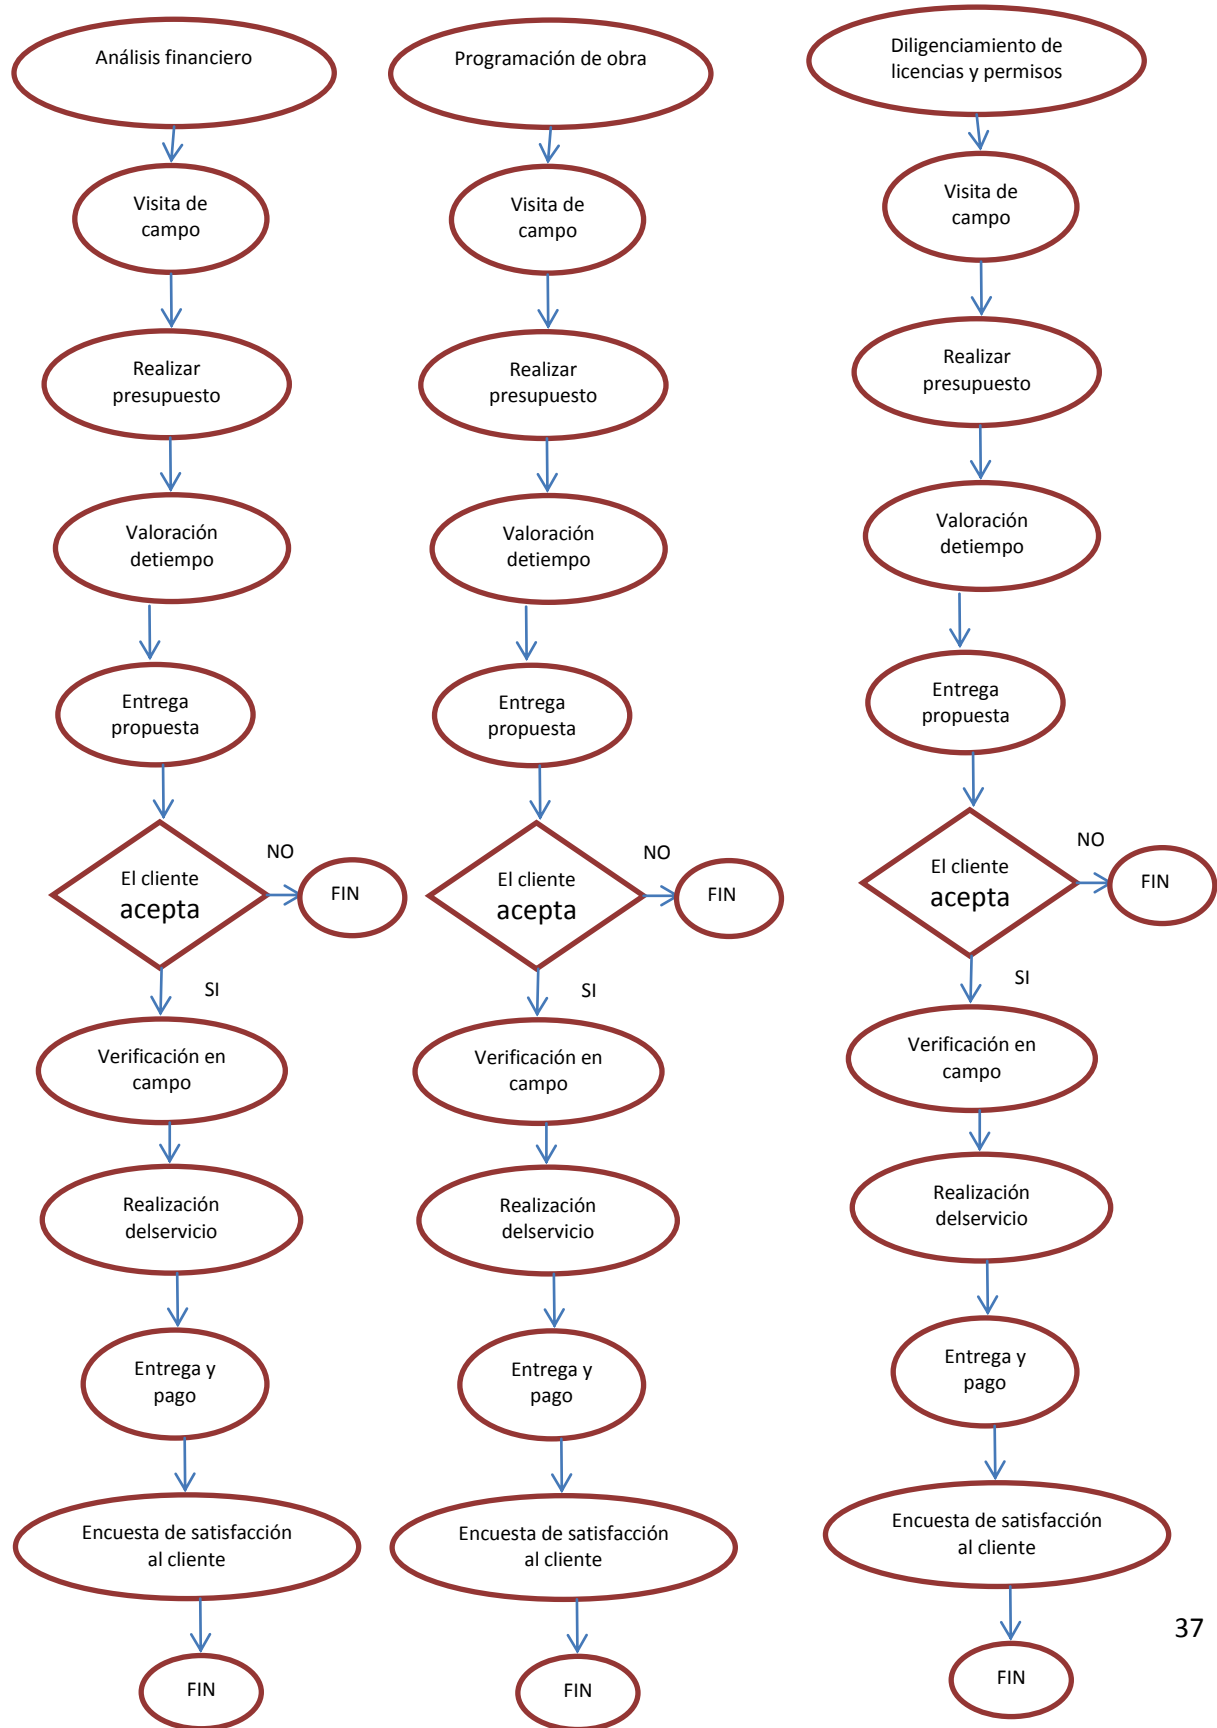 Análisis financiero
Visita de
campo
Realizar
presupuesto
Valoración
detiempo
Entrega
propuesta
El cliente
acepta
NO
FIN
SI
Verificación en
campo
Realización
delservicio
Entrega y
pago
Encuesta de satisfacción
al cliente
FIN
Programación de obra
Visita de
campo
Realizar
presupuesto
Valoración
detiempo
Entrega
propuesta
El cliente
acepta
NO
FIN
SI
Verificación en
campo
Realización
delservicio
Entrega y
pago
Encuesta de satisfacción
al cliente
FIN
Diligenciamiento de
licencias y permisos
Visita de
campo
Realizar
presupuesto
Valoración
detiempo
Entrega
propuesta
El cliente
acepta
NO
FIN
SI
Verificación en
campo
Realización
delservicio
Entrega y
pago
Encuesta de satisfacción
al cliente
FIN
37